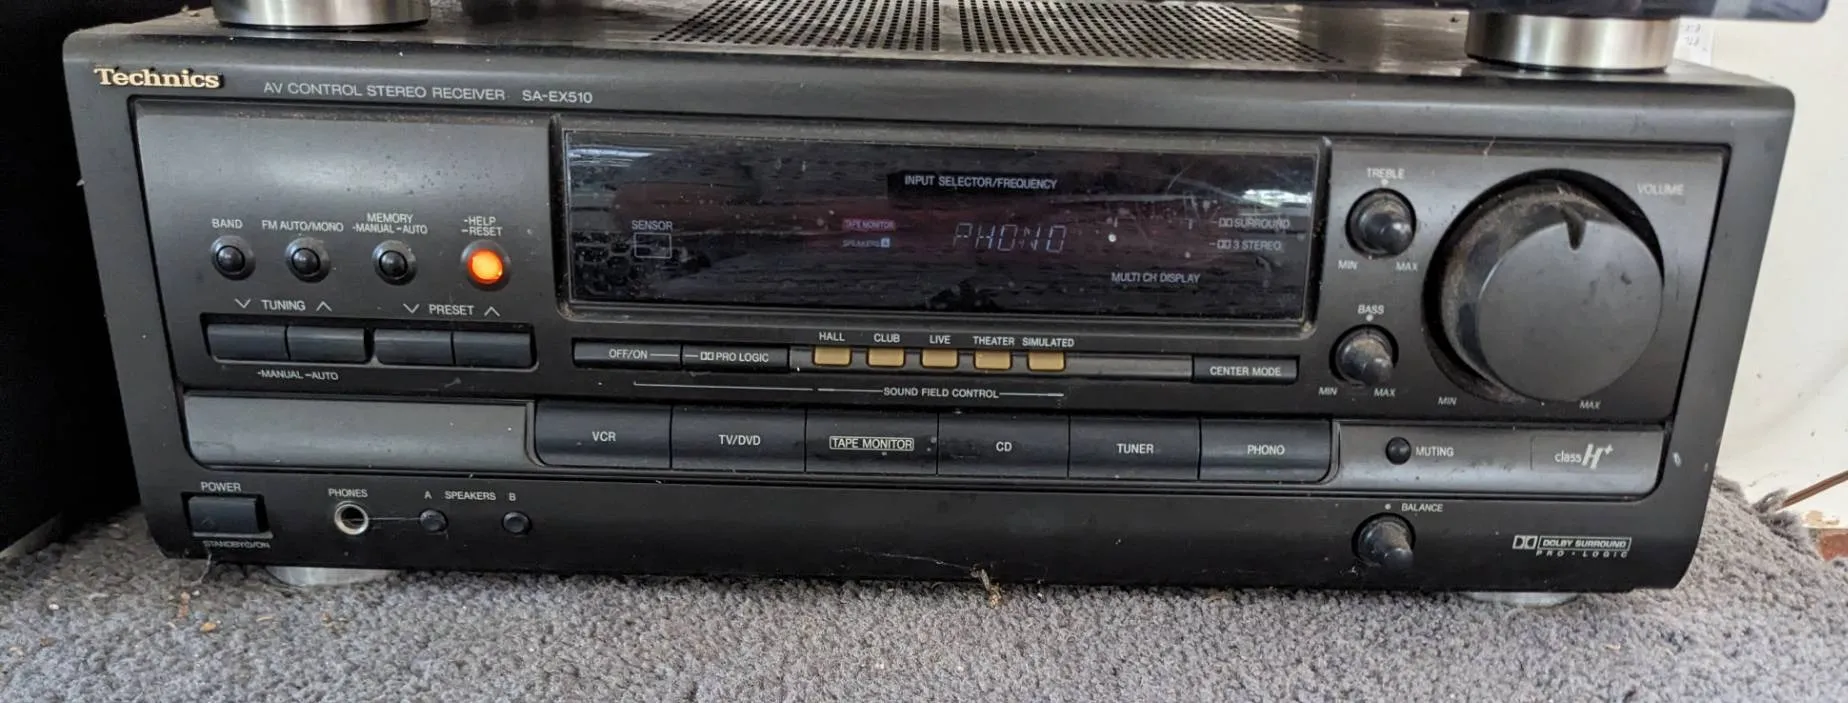 Technics
AV CONTROL STEREO RECEIVER SA-EX510
BAND
FM AUTO/MONO
MEMORY
-MANUAL -AUTO
-HELP
-RESET
TUNING
PRESET
-MANUAL -AUTO
INPUT SELECTOR/FREQUENCY
SENSOR
TAPE MONITOR
SPEAKERS A
PHONO
SURROUND
3 STEREO
MULTI CH DISPLAY
OFF/ON
PRO LOGIC
HALL
CLUB
LIVE
THEATER
SIMULATED
CENTER MODE
SOUND FIELD CONTROL
TREBLE
MIN
MAX
BASS
MIN
MAX
VOLUME
MIN
MAX
VCR
TV/DVD
TAPE MONITOR
CD
TUNER
PHONO
MUTING
class H+
POWER
STANDBY/ON
PHONES
A SPEAKERS B
BALANCE
DOLBY SURROUND
PRO · LOGIC